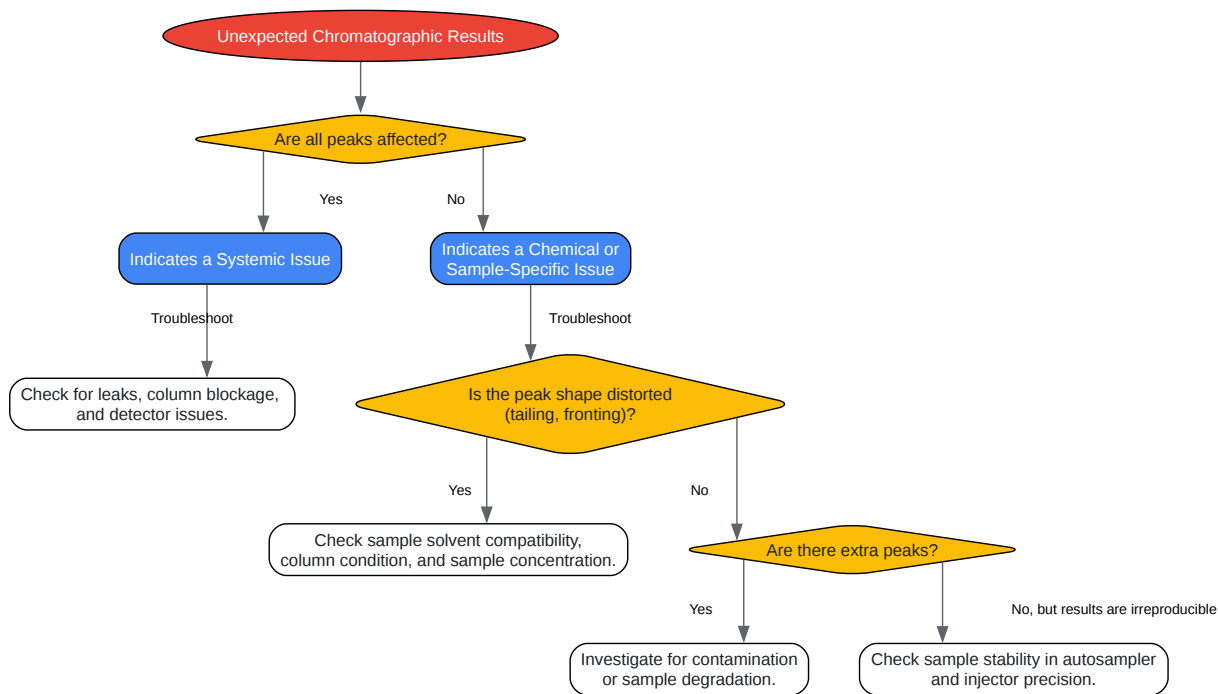 Unexpected Chromatographic Results
Are all peaks affected?
Yes
No
Indicates a Systemic Issue
Indicates a Chemical or
Sample-Specific Issue
Troubleshoot
Troubleshoot
Check for leaks, column blockage,
and detector issues.
Is the peak shape distorted
(tailing, fronting)?
Yes
No
Check sample solvent compatibility,
column condition, and sample concentration.
Are there extra peaks?
Yes
No, but results are irreproducible
Investigate for contamination
or sample degradation.
Check sample stability in autosampler
and injector precision.